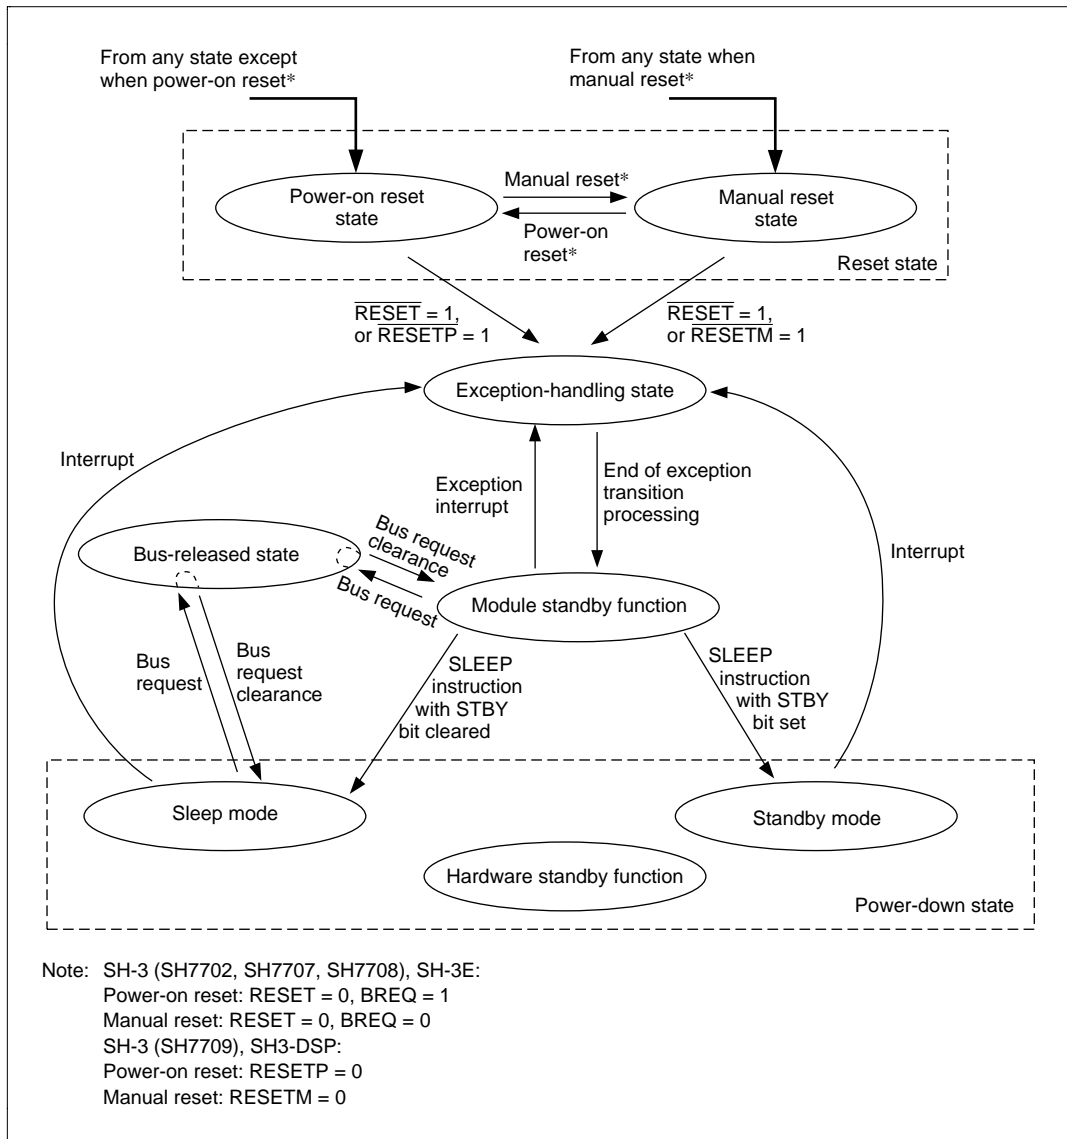 From any state except
when power-on reset*
From any state when
manual reset*
Power-on reset
state
Manual reset*
Power-on
reset*
Manual reset
state
Reset state
RESET = 1,
or RESETP = 1
RESET = 1,
or RESETM = 1
Exception-handling state
Interrupt
Exception
interrupt
End of exception
transition
processing
Interrupt
Bus-released state
Bus request
clearance
Bus request
Module standby function
Bus
request
Bus
request
clearance
SLEEP
instruction
with STBY
bit cleared
SLEEP
instruction
with STBY
bit set
Sleep mode
Standby mode
Hardware standby function
Power-down state
Note: SH-3 (SH7702, SH7707, SH7708), SH-3E:
Power-on reset: RESET = 0, BREQ = 1
Manual reset: RESET = 0, BREQ = 0
SH-3 (SH7709), SH3-DSP:
Power-on reset: RESETP = 0
Manual reset: RESETM = 0